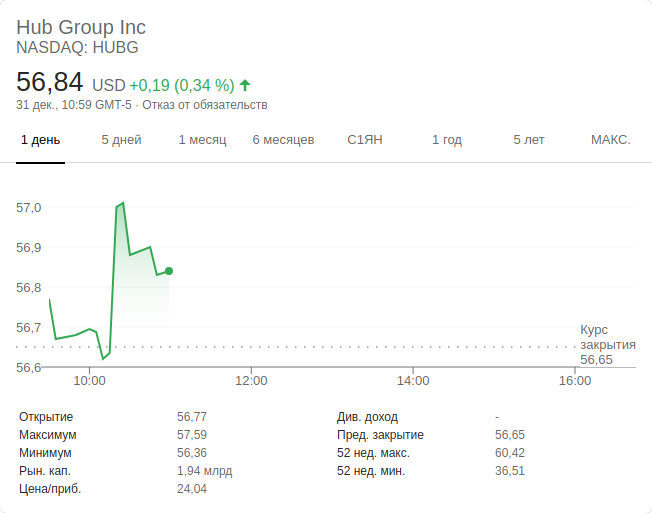 Hub Group Inc
NASDAQ: HUBG
56,84 USD +0,19 (0,34 %)
31 дек., 10:59 GMT-5 · Отказ от обязательств
1 день 5 дней 1 месяц 6 месяцев С1ЯН 1 год 5 лет МАКС.
57,0
56,9
56,8
56,7
Курс
закрытия
56,65
56,6
10:00 12:00 14:00 16:00
Открытие 56,77 Див. доход -
Максимум 57,59 Пред. закрытие 56,65
Минимум 56,36 52 нед. макс. 60,42
Рын. кап. 1,94 млрд 52 нед. мин. 36,51
Цена/приб. 24,04